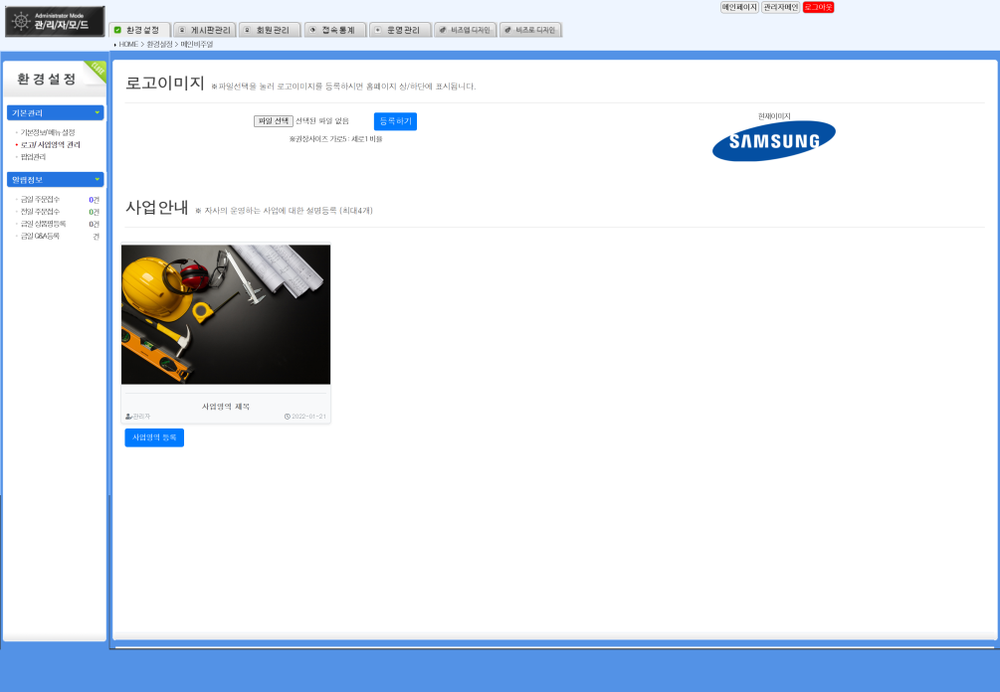 Administrator Mode
관/리/자/모/드
메인페이지 관리자메인 로그아웃
환경설정 게시판관리 회원관리 접속통계 운영관리 비즈웹 디자인 비즈로 디자인
HOME > 환경설정 > 메인비주얼
환경설정
기본관리
· 기본정보/메뉴 설정
· 로고/ 사업영역 관리
· 팝업관리
알림정보
· 금일 주문접수 0건
· 전일 주문접수 0건
· 금일 상품평등록 0건
· 금일 Q&A등록 건
로고이미지 ※파일선택을 눌러 로고이미지를 등록하시면 홈페이지 상/하단에 표시됩니다.
파일 선택 선택된 파일 없음 등록하기
※권장사이즈 가로5 : 세로1 비율
현재이미지
SAMSUNG
사업안내 ※ 자사의 운영하는 사업에 대한 설명등록 (최대4개)
사업영역 제목
관리자 2022-01-21
사업영역 등록